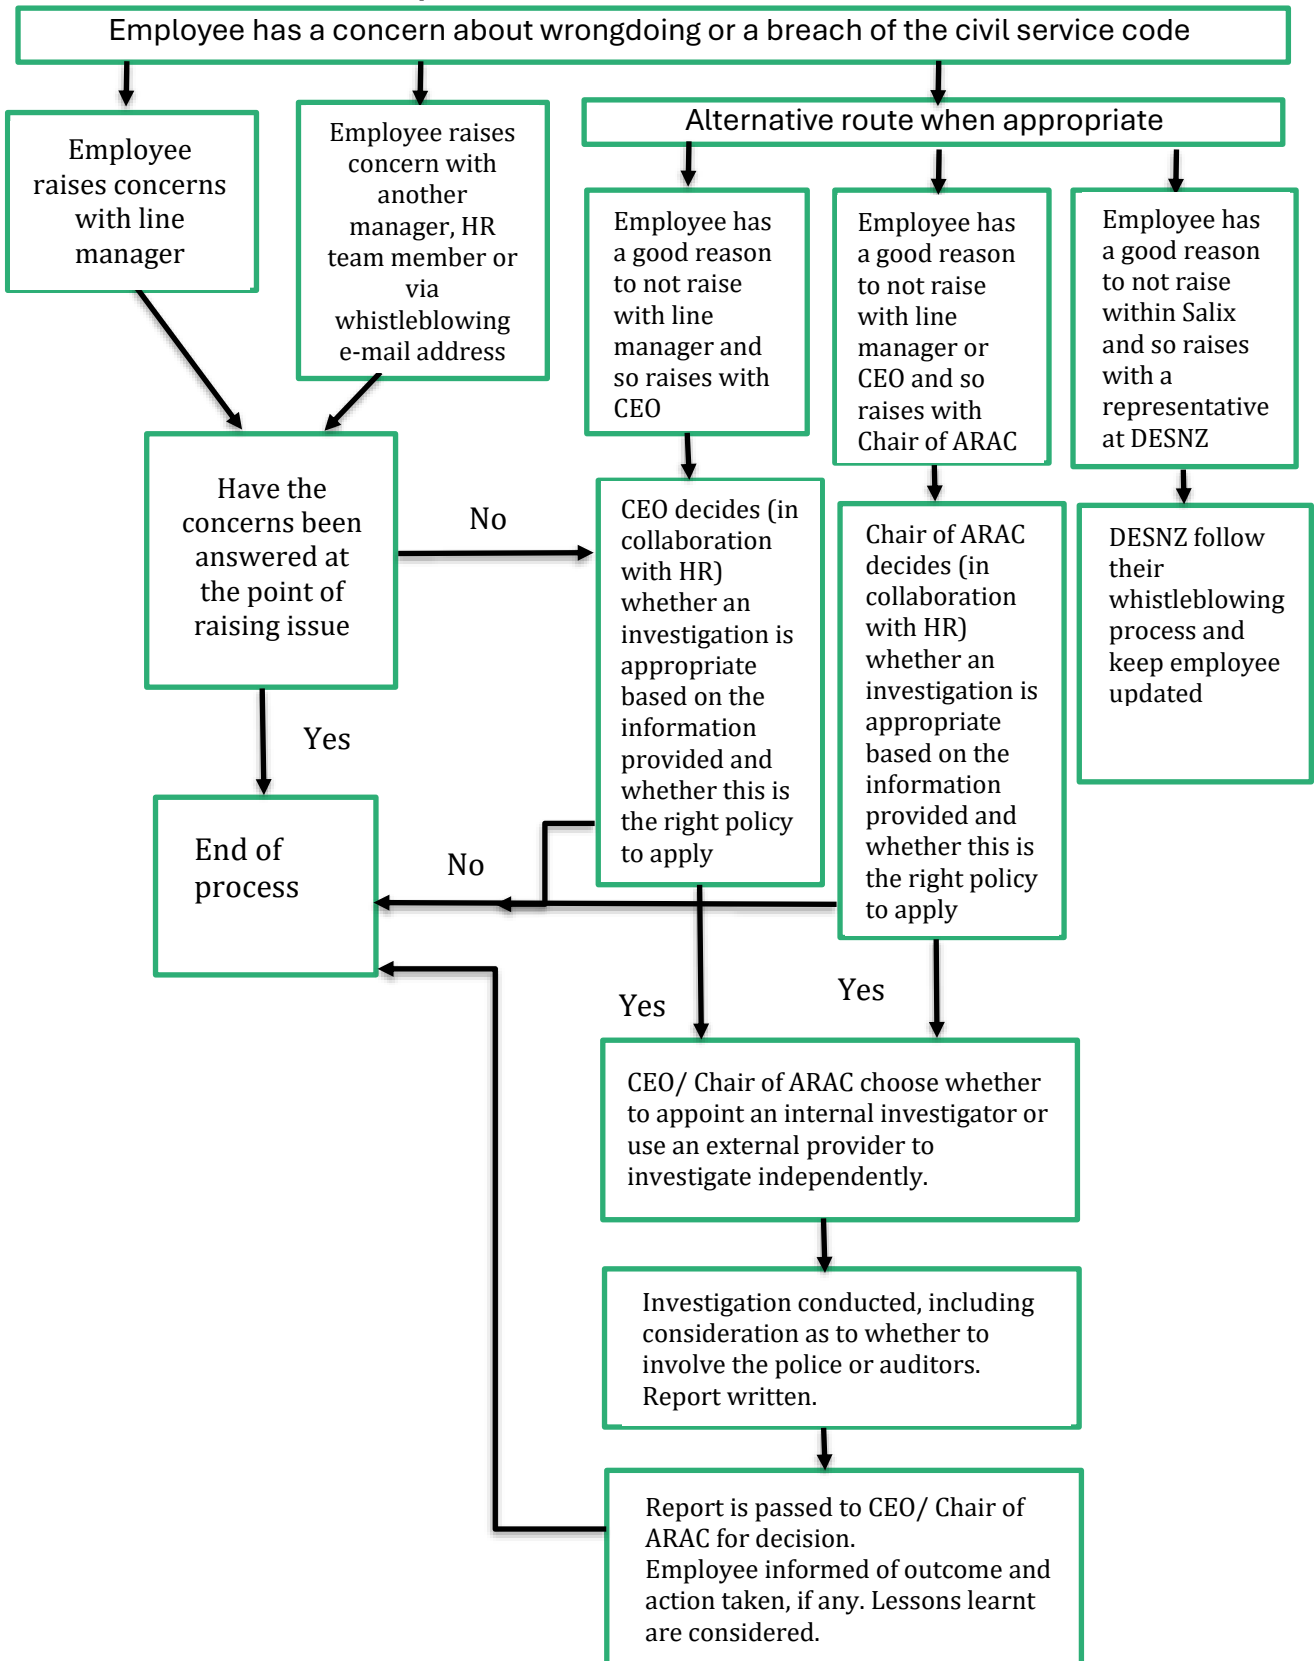 Employee has a concern about wrongdoing or a breach of the civil service code
Employee
raises concerns
with line
manager
Employee raises
concern with
another
manager, HR
team member or
via
whistleblowing
e-mail address
Alternative route when appropriate
Employee has
a good reason
to not raise
with line
manager and
so raises with
CEO
Employee has
a good reason
to not raise
with line
manager or
CEO and so
raises with
Chair of ARAC
Employee has
a good reason
to not raise
within Salix
and so raises
with a
representative
at DESNZ
Have the
concerns been
answered at
the point of
raising issue
No
CEO decides (in
collaboration
with HR)
whether an
investigation is
appropriate
based on the
information
provided and
whether this is
the right policy
to apply
Chair of ARAC
decides (in
collaboration
with HR)
whether an
investigation is
appropriate
based on the
information
provided and
whether this is
the right policy
to apply
DESNZ follow
their
whistleblowing
process and
keep employee
updated
Yes
End of
process
No
Yes
Yes
CEO/ Chair of ARAC choose whether
to appoint an internal investigator or
use an external provider to
investigate independently.
Investigation conducted, including
consideration as to whether to
involve the police or auditors.
Report written.
Report is passed to CEO/ Chair of
ARAC for decision.
Employee informed of outcome and
action taken, if any. Lessons learnt
are considered.